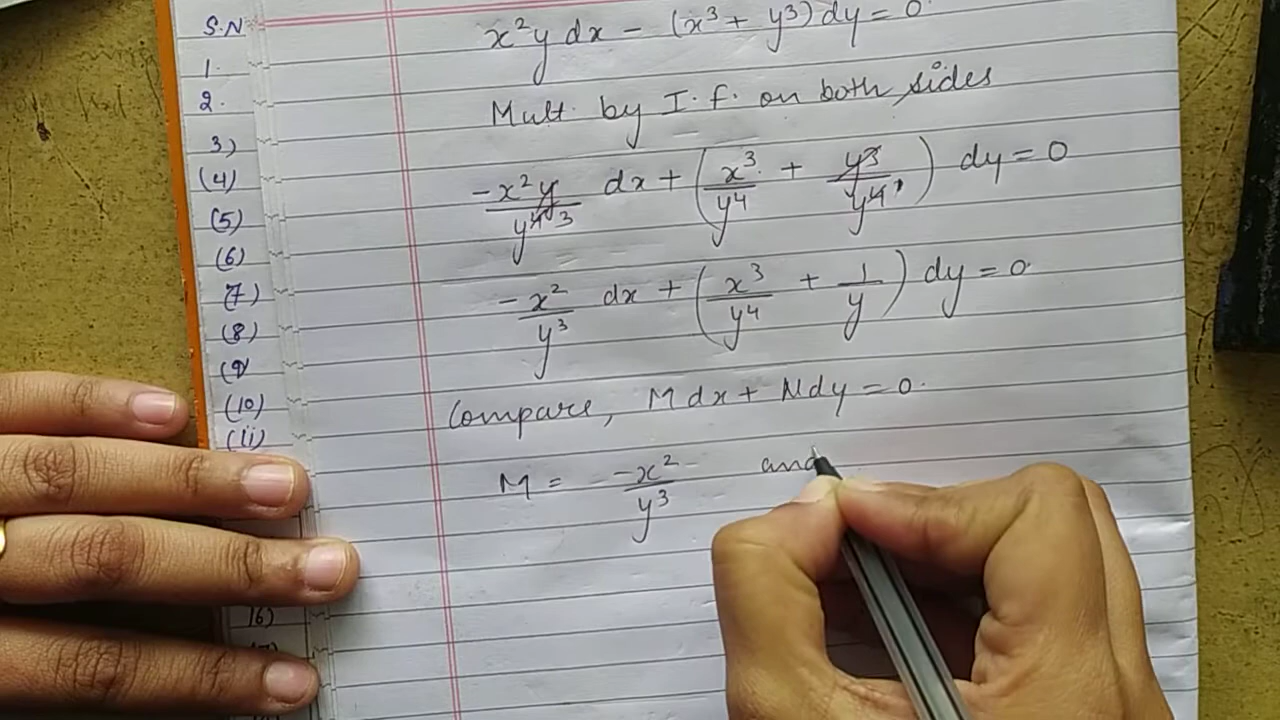 S.N x²y dx - (x³ + y³) dy = 0
1.
2. Mult. by I.f. on both sides
3)
(4) -x²y/y⁴ ³ dx + (x³/y⁴ + y³/y⁴ ¹) dy = 0
(5)
(6)
(7) -x²/y³ dx + (x³/y⁴ + 1/y) dy = 0
(8)
(9)
(10) Compare, M dx + N dy = 0.
(11)
M = -x²/y³ and
16)